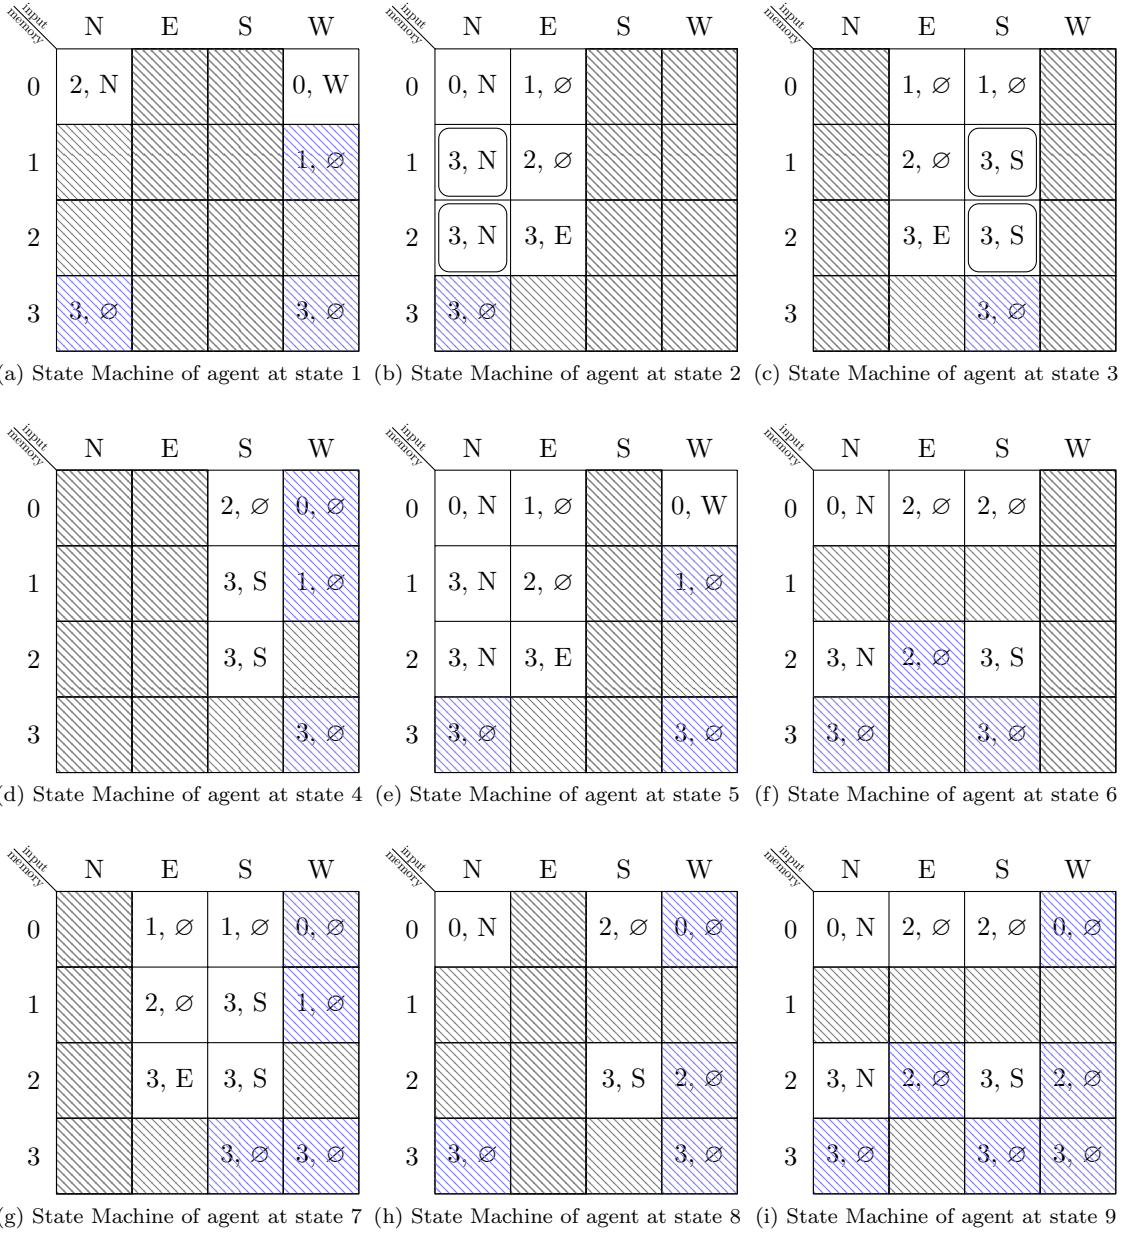 input memory N E S W input memory N E S W input memory N E S W
0 2, N 0, W 0 0, N 1, ∅ 0 1, ∅ 1, ∅
1 1, ∅ 1 3, N 2, ∅ 1 2, ∅ 3, S
2 2 3, N 3, E 2 3, E 3, S
3 3, ∅ 3, ∅ 3 3, ∅ 3 3, ∅
a) State Machine of agent at state 1 (b) State Machine of agent at state 2 (c) State Machine of agent at state 3
input memory N E S W input memory N E S W input memory N E S W
0 2, ∅ 0, ∅ 0 0, N 1, ∅ 0, W 0 0, N 2, ∅ 2, ∅
1 3, S 1, ∅ 1 3, N 2, ∅ 1, ∅ 1
2 3, S 2 3, N 3, E 2 3, N 2, ∅ 3, S
3 3, ∅ 3 3, ∅ 3, ∅ 3 3, ∅ 3, ∅
d) State Machine of agent at state 4 (e) State Machine of agent at state 5 (f) State Machine of agent at state 6
input memory N E S W input memory N E S W input memory N E S W
0 1, ∅ 1, ∅ 0, ∅ 0 0, N 2, ∅ 0, ∅ 0 0, N 2, ∅ 2, ∅ 0, ∅
1 2, ∅ 3, S 1, ∅ 1 1
2 3, E 3, S 2 3, S 2, ∅ 2 3, N 2, ∅ 3, S 2, ∅
3 3, ∅ 3, ∅ 3 3, ∅ 3, ∅ 3 3, ∅ 3, ∅ 3, ∅
g) State Machine of agent at state 7 (h) State Machine of agent at state 8 (i) State Machine of agent at state 9